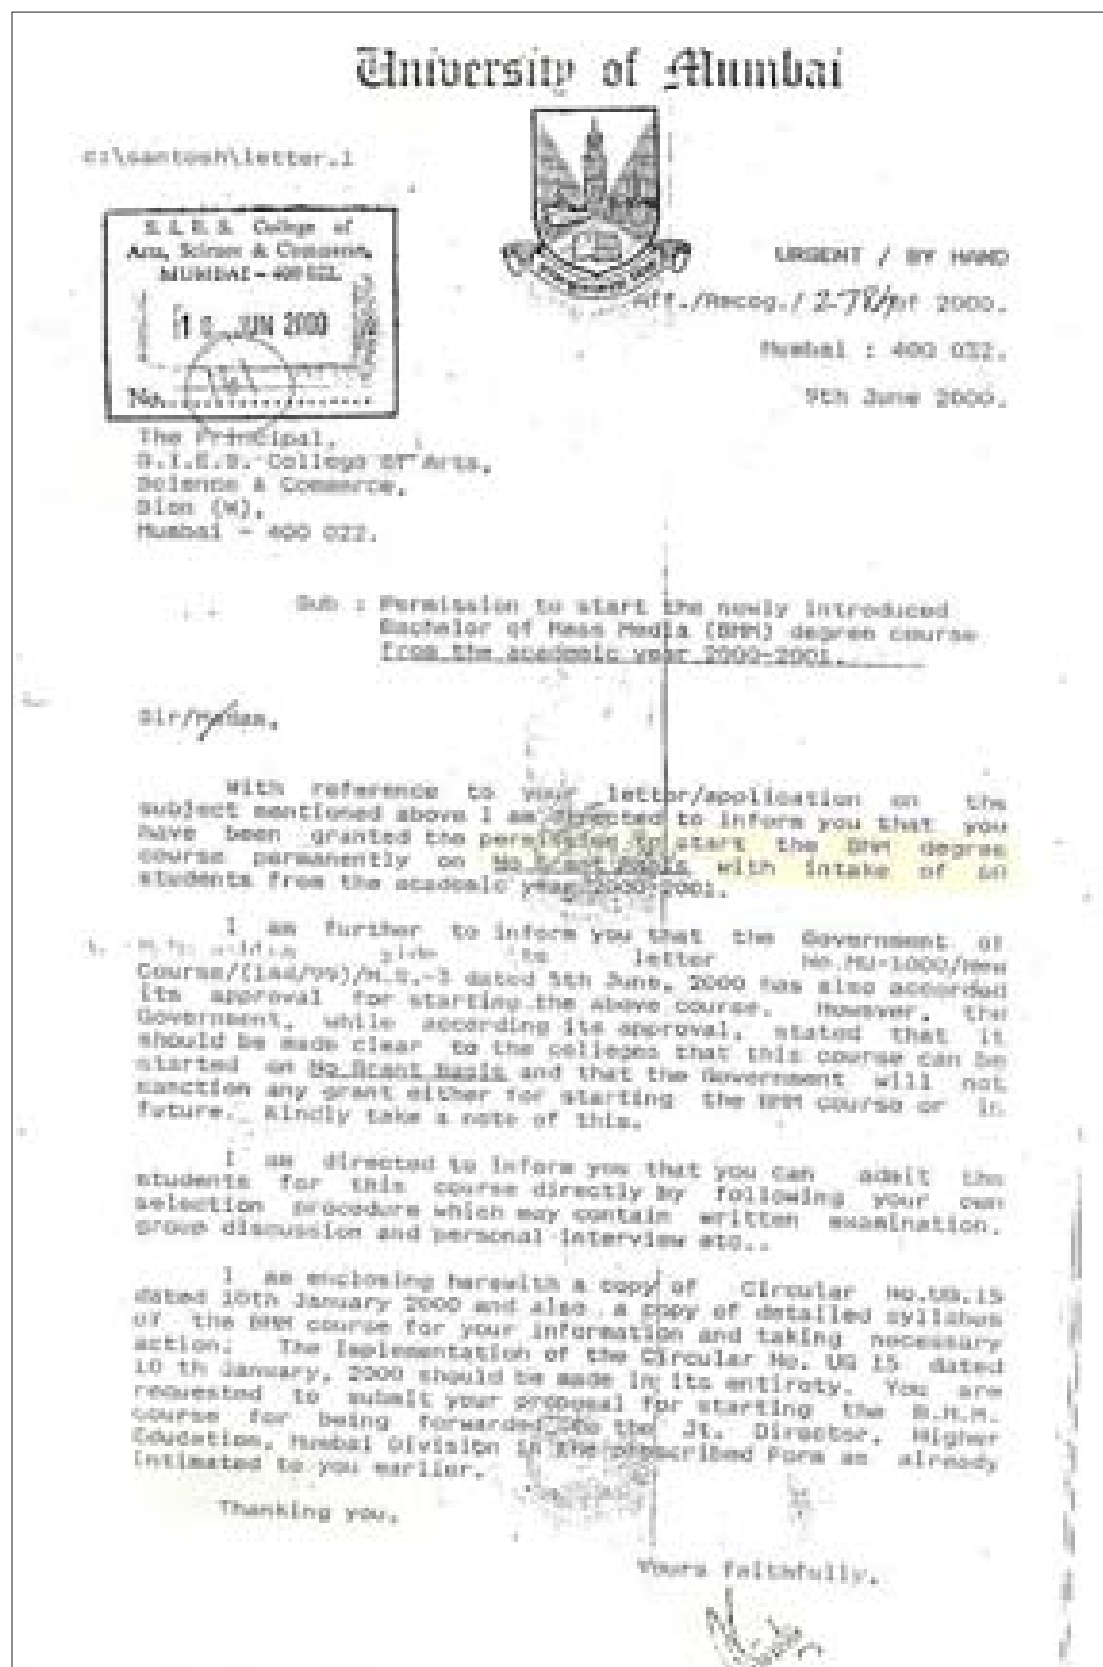 University of Mumbai
c:\santosh\letter.1
S. I. E. S. College of
Arts, Science & Commerce,
MUMBAI - 400 022.
10 JUN 2000
No.
URGENT / BY HAND
Aff./Recog./ of 2000.
Mumbai : 400 032.
9th June 2000.
The Principal,
S.I.E.S. College of Arts,
Science & Commerce,
Sion (W),
Mumbai - 400 022.
Sub : Permission to start the newly introduced
Bachelor of Mass Media (BMM) degree course
from the academic year 2000-2001.
Sir/Madam,
With reference to your letter/application on the
subject mentioned above I am directed to inform you that you
have been granted the permission to start the BMM degree
course permanently on No Grant Basis with intake of 60
students from the academic year 2000-2001.
I am further to inform you that the Government of
letter
Course/ dated 5th June, 2000 has also accorded
its approval for starting the above course. However, the
Government, while according its approval, stated that it
should be made clear to the colleges that this course can be
started on No Grant Basis and that the Government will not
sanction any grant either for starting the BMM course or in
future. Kindly take a note of this.
I am directed to inform you that you can admit the
students for this course directly by following your own
selection procedure which may contain written examination,
group discussion and personal interview etc..
I am enclosing herewith a copy of Circular No.UG.15
dated 10th January 2000 and also a copy of detailed syllabus
of the BMM course for your information and taking necessary
action. The Implementation of the Circular No. UG 15 dated
10 th January, 2000 should be made in its entirety. You are
requested to submit your proposal for starting the B.M.M.
course for being forwarded to the Jt. Director, Higher
Education, Mumbai Division in the prescribed Form as already
intimated to you earlier.
Thanking you,
Yours faithfully,